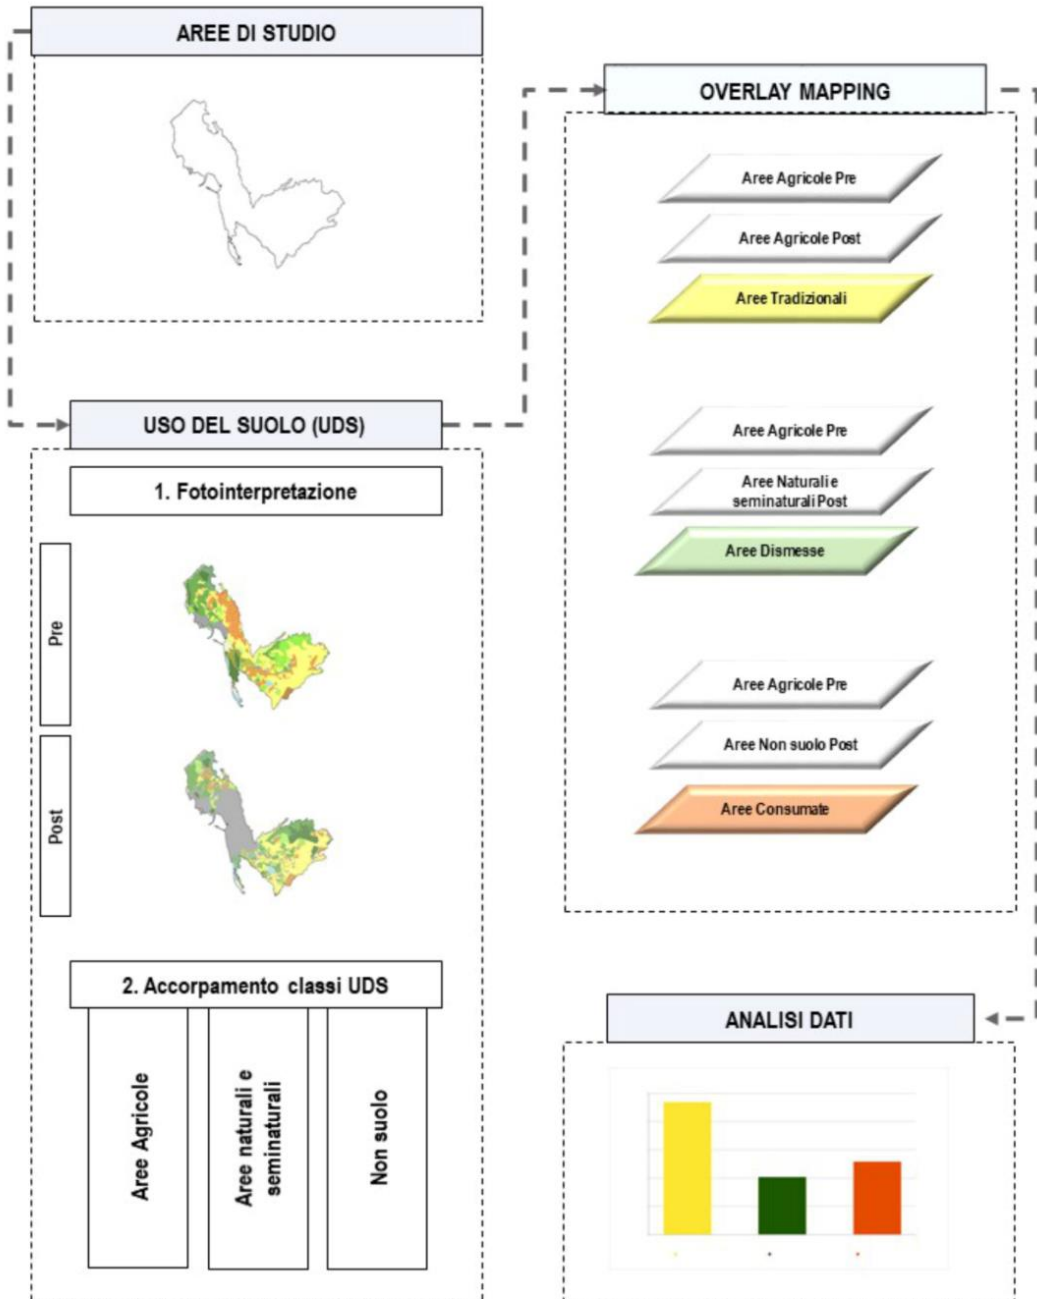 AREE DI STUDIO
USO DEL SUOLO (UDS)
1. Fotointerpretazione
Pre
Post
2. Accorpamento classi UDS
Aree Agricole
Aree naturali e
seminaturali
Non suolo
OVERLAY MAPPING
Aree Agricole Pre
Aree Agricole Post
Aree Tradizionali
Aree Agricole Pre
Aree Naturali e
seminaturali Post
Aree Dismesse
Aree Agricole Pre
Aree Non suolo Post
Aree Consumate
ANALISI DATI